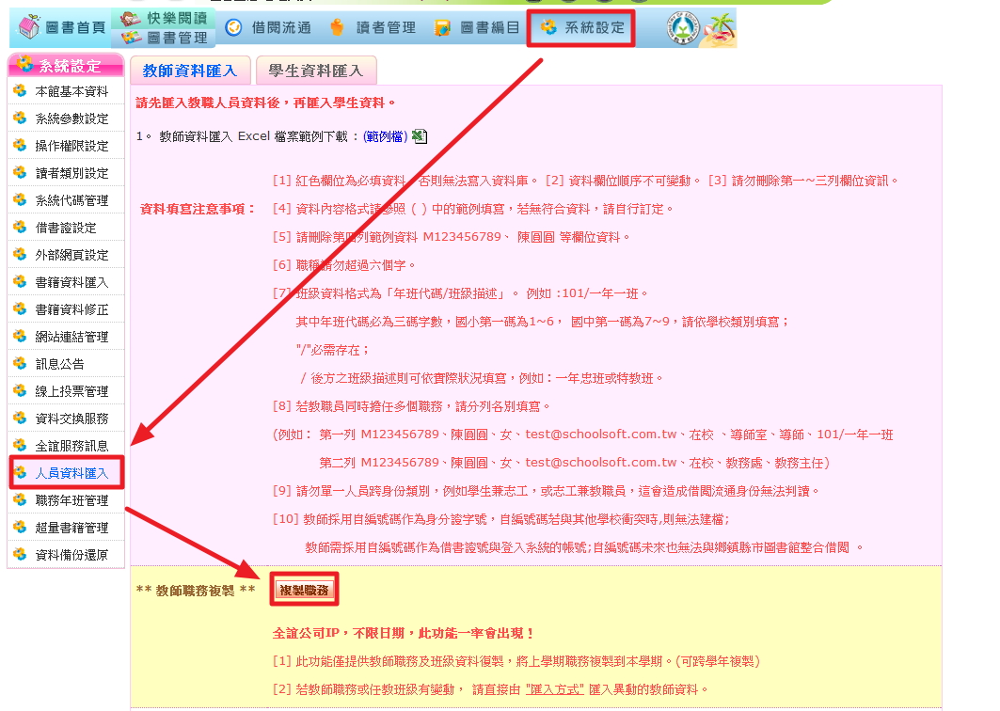 圖書首頁
快樂閱讀
圖書管理
借閱流通
讀者管理
圖書編目
系統設定
系統設定
本館基本資料
系統參數設定
操作權限設定
讀者類別設定
系統代碼管理
借書證設定
外部網頁設定
書籍資料匯入
書籍資料修正
網站連結管理
訊息公告
線上投票管理
資料交換服務
全誼服務訊息
人員資料匯入
職務年班管理
超量書籍管理
資料備份還原
教師資料匯入
學生資料匯入
請先匯入教職人員資料後，再匯入學生資料。
1。 教師資料匯入 Excel 檔案範例下載：(範例檔)
資料填寫注意事項：
[1] 紅色欄位為必填資料，否則無法寫入資料庫。 [2] 資料欄位順序不可變動。 [3] 請勿刪除第一~三列欄位資訊。
[4] 資料內容格式請參照 ( ) 中的範例填寫，若無符合資料，請自行訂定。
[5] 請刪除第四列範例資料 M123456789、 陳圓圓 等欄位資料。
[6] 職稱請勿超過六個字。
[7] 班級資料格式為「年班代碼/班級描述」。 例如 :101/一年一班。
其中年班代碼必為三碼字數，國小第一碼為1~6， 國中第一碼為7~9，請依學校類別填寫；
"/"必需存在；
/ 後方之班級描述則可依實際狀況填寫，例如：一年忠班或特教班。
[8] 若教職員同時擔任多個職務，請分列各別填寫。
(例如： 第一列 M123456789、陳圓圓、女、test@schoolsoft.com.tw、在校 、導師室、導師、101/一年一班
第二列 M123456789、陳圓圓、女、test@schoolsoft.com.tw、在校、教務處、教務主任)
[9] 請勿單一人員跨身份類別，例如學生兼志工，或志工兼教職員，這會造成借閱流通身份無法判讀。
[10] 教師採用自編號碼作為身分證字號，自編號碼若與其他學校衝突時,則無法建檔;
教師需採用自編號碼作為借書證號與登入系統的帳號;自編號碼未來也無法與鄉鎮縣市圖書館整合借閱 。
** 教師職務複製 **
複製職務
全誼公司IP，不限日期，此功能一率會出現！
[1] 此功能僅提供教師職務及班級資料復製，將上學期職務複製到本學期。(可跨學年複製)
[2] 若教師職務或任教班級有變動， 請直接由 "匯入方式" 匯入異動的教師資料。